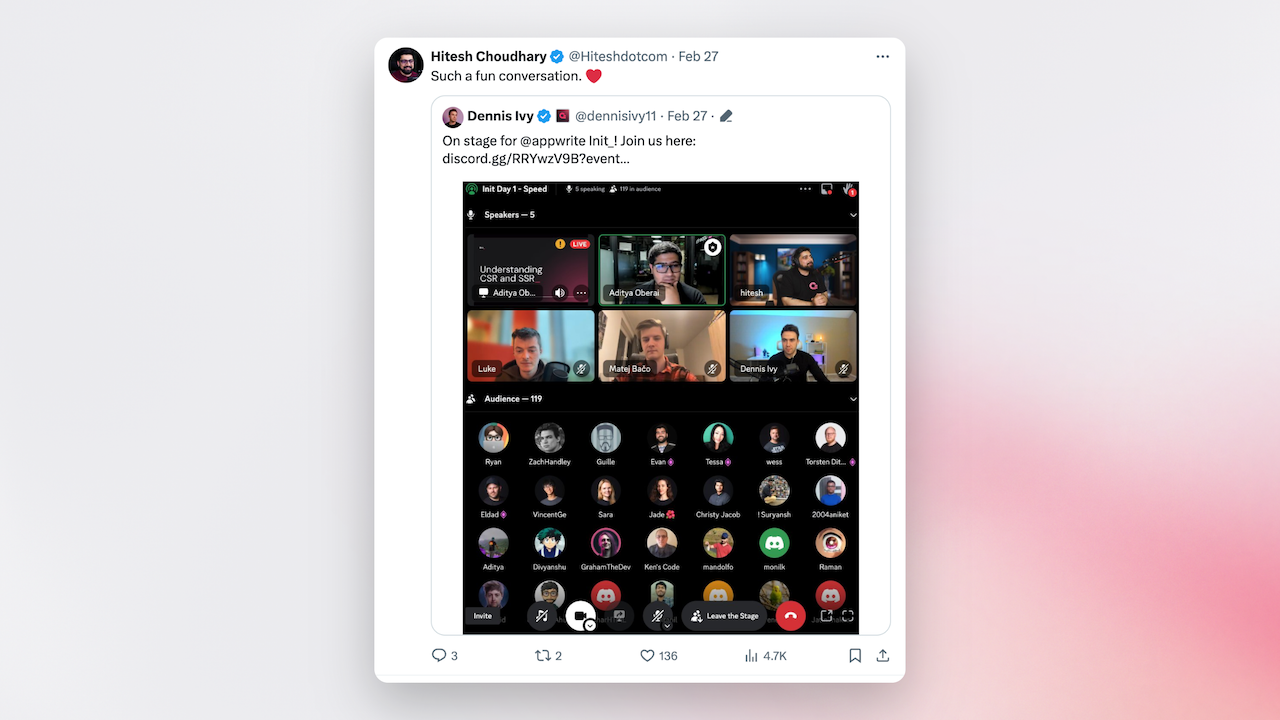 Hitesh Choudhary @Hiteshdotcom · Feb 27
Such a fun conversation. ❤️
Dennis Ivy @dennisivy11 · Feb 27 ·
On stage for @appwrite Init_! Join us here:
discord.gg/RRYwzV9B?event...
Init Day 1 - Speed 5 speaking 119 in audience 1
Speakers — 5
LIVE
Understanding
CSR and SSR
Aditya Ob... Aditya Oberai hitesh
Luke Matej Bačo Dennis Ivy
Audience — 119
Ryan ZachHandley Guille Evan Tessa wess Torsten Dit...
Eldad VincentGe Sara Jade Christy Jacob ! Suryansh 2004aniket
Aditya Divyanshu GrahamTheDev Ken's Code mandolfo monilk Raman
Invite Leave the Stage
3 2 136 4.7K